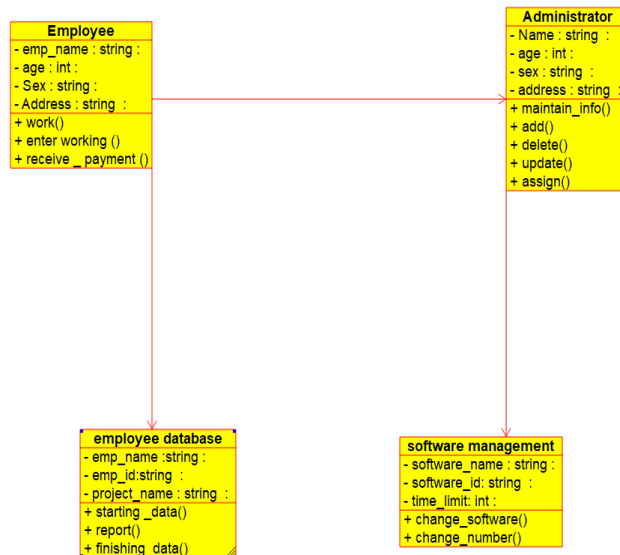 Employee
- emp_name : string :
- age : int :
- Sex : string :
- Address : string :
+ work()
+ enter working ()
+ receive _ payment ()
Administrator
- Name : string :
- age : int :
- sex : string :
- address : string :
+ maintain_info()
+ add()
+ delete()
+ update()
+ assign()
employee database
- emp_name :string :
- emp_id:string :
- project_name : string :
+ starting _data()
+ report()
+ finishing_data()
software management
- software_name : string :
- software_id: string :
- time_limit: int :
+ change_software()
+ change_number()